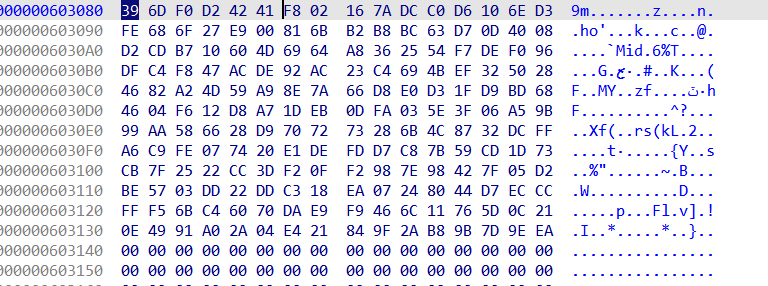 000000603080 39 6D F0 D2 42 41 F8 02 16 7A DC C0 D6 10 6E D3 9m.......z....n.
000000603090 FE 68 6F 27 E9 00 81 6B B2 B8 BC 63 D7 0D 40 08 .ho'...k...c..@.
0000006030A0 D2 CD B7 10 60 4D 69 64 A8 36 25 54 F7 DE F0 96 ....`Mid.6%T....
0000006030B0 DF C4 F8 47 AC DE 92 AC 23 C4 69 4B EF 32 50 28
0000006030C0 46 82 A2 4D 59 A9 8E 7A 66 D8 E0 D3 1F D9 BD 68
0000006030D0 46 04 F6 12 D8 A7 1D EB 0D FA 03 5E 3F 06 A5 9B F..........^?...
0000006030E0 99 AA 58 66 28 D9 70 72 73 28 6B 4C 87 32 DC FF ..Xf(..rs(kL.2..
0000006030F0 A6 C9 FE 07 74 20 E1 DE FD D7 C8 7B 59 CD 1D 73 ....t·.....{Y..s
000000603100 CB 7F 25 22 CC 3D F2 0F F2 98 7E 98 42 7F 05 D2 ..%".......~.B...
000000603110 BE 57 03 DD 22 DD C3 18 EA 07 24 80 44 D7 EC CC .W..........D...
000000603120 FF F5 6B C4 60 70 DA E9 F9 46 6C 11 76 5D 0C 21 .....p...Fl.v].!
000000603130 0E 49 91 A0 2A 04 E4 21 84 9F 2A B8 9B 7D 9E EA .I..*.....*..}..
000000603140 00 00 00 00 00 00 00 00 00 00 00 00 00 00 00 00 ................
000000603150 00 00 00 00 00 00 00 00 00 00 00 00 00 00 00 00 ................